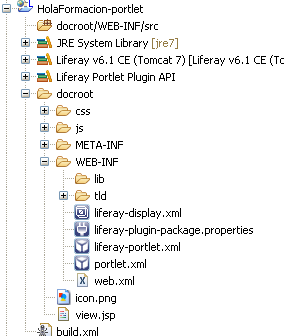 HolaFormacion-portlet
docroot/WEB-INF/src
JRE System Library [jre7]
Liferay v6.1 CE (Tomcat 7) [Liferay v6.1 CE (To
Liferay Portlet Plugin API
docroot
css
js
META-INF
WEB-INF
lib
tld
liferay-display.xml
liferay-plugin-package.properties
liferay-portlet.xml
portlet.xml
web.xml
icon.png
view.jsp
build.xml